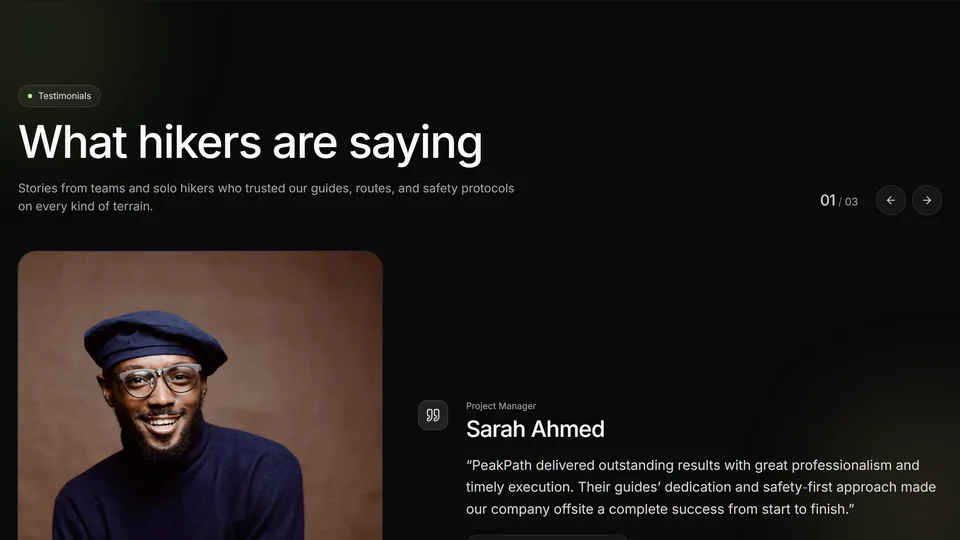 Testimonials
What hikers are saying
Stories from teams and solo hikers who trusted our guides, routes, and safety protocols
on every kind of terrain.
01 / 03
Project Manager
Sarah Ahmed
“PeakPath delivered outstanding results with great professionalism and
timely execution. Their guides’ dedication and safety-first approach made
our company offsite a complete success from start to finish.”